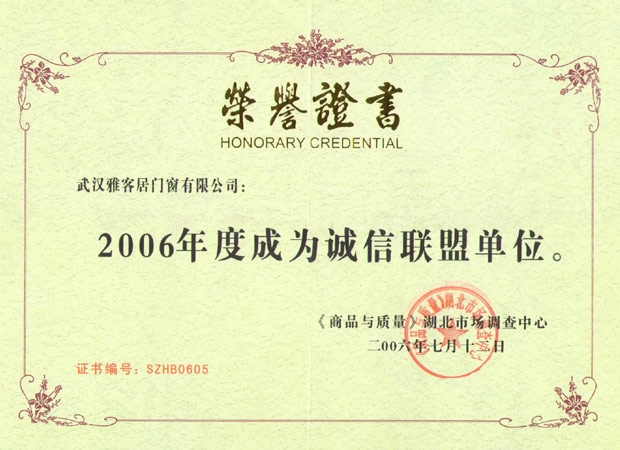 榮譽證書
HONORARY CREDENTIAL
武汉雅客居门窗有限公司：
2006年度成为诚信联盟单位。
《商品与质量》湖北市场调查中心
二00六年七月十一日
证书编号：SZHB0605